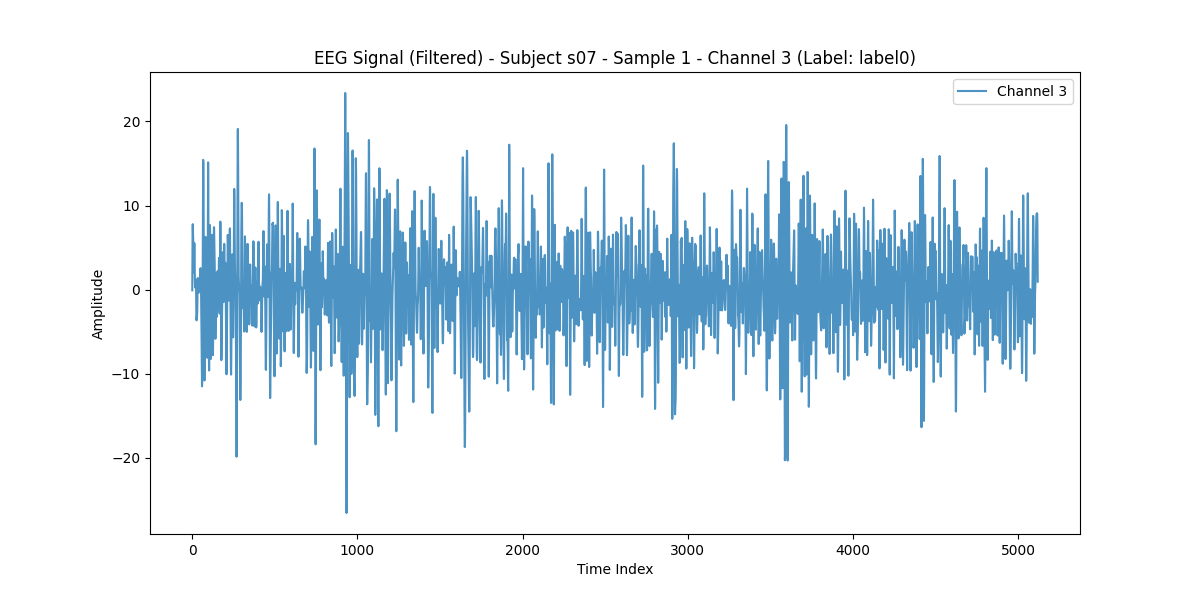 EEG Signal (Filtered) - Subject s07 - Sample 1 - Channel 3 (Label: label0)
Channel 3
20
10
0
−10
−20
Amplitude
0
1000
2000
3000
4000
5000
Time Index